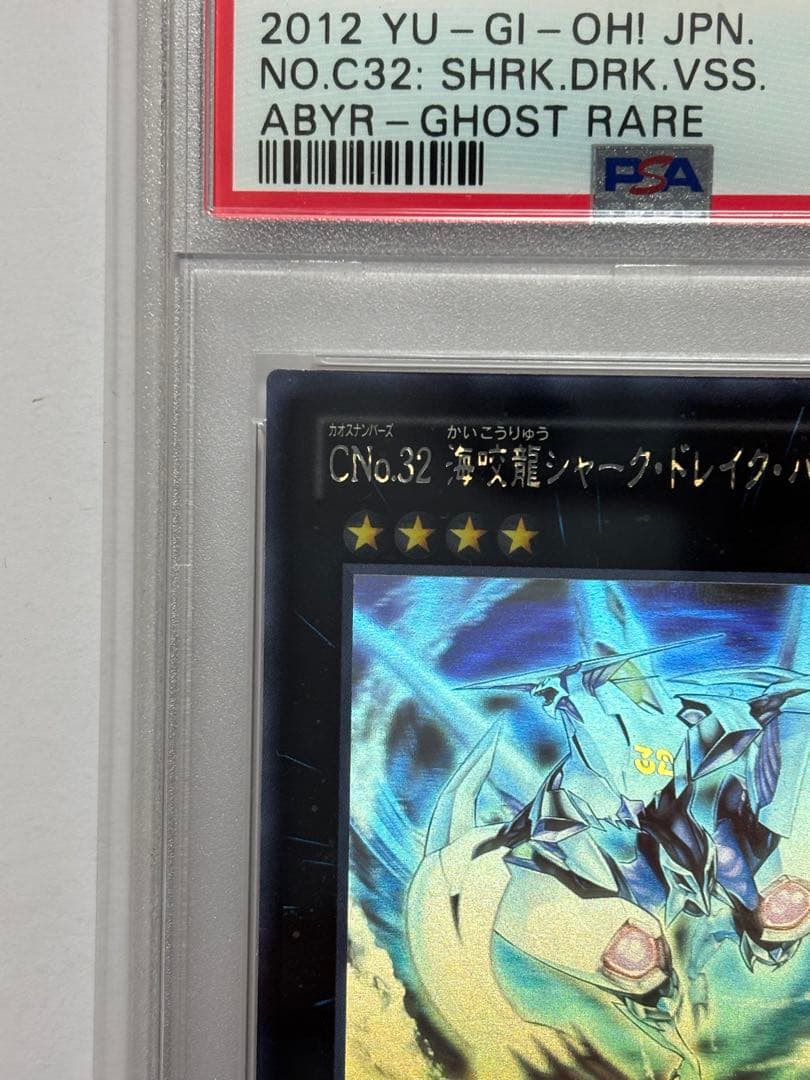 2012 YU-GI-OH! JPN.
NO.C32: SHRK.DRK.VSS.
ABYR-GHOST RARE
PSA
カオスナンバーズ かいこうりゅう
CNo.32 海咬龍シャーク・ドレイク・バ
32